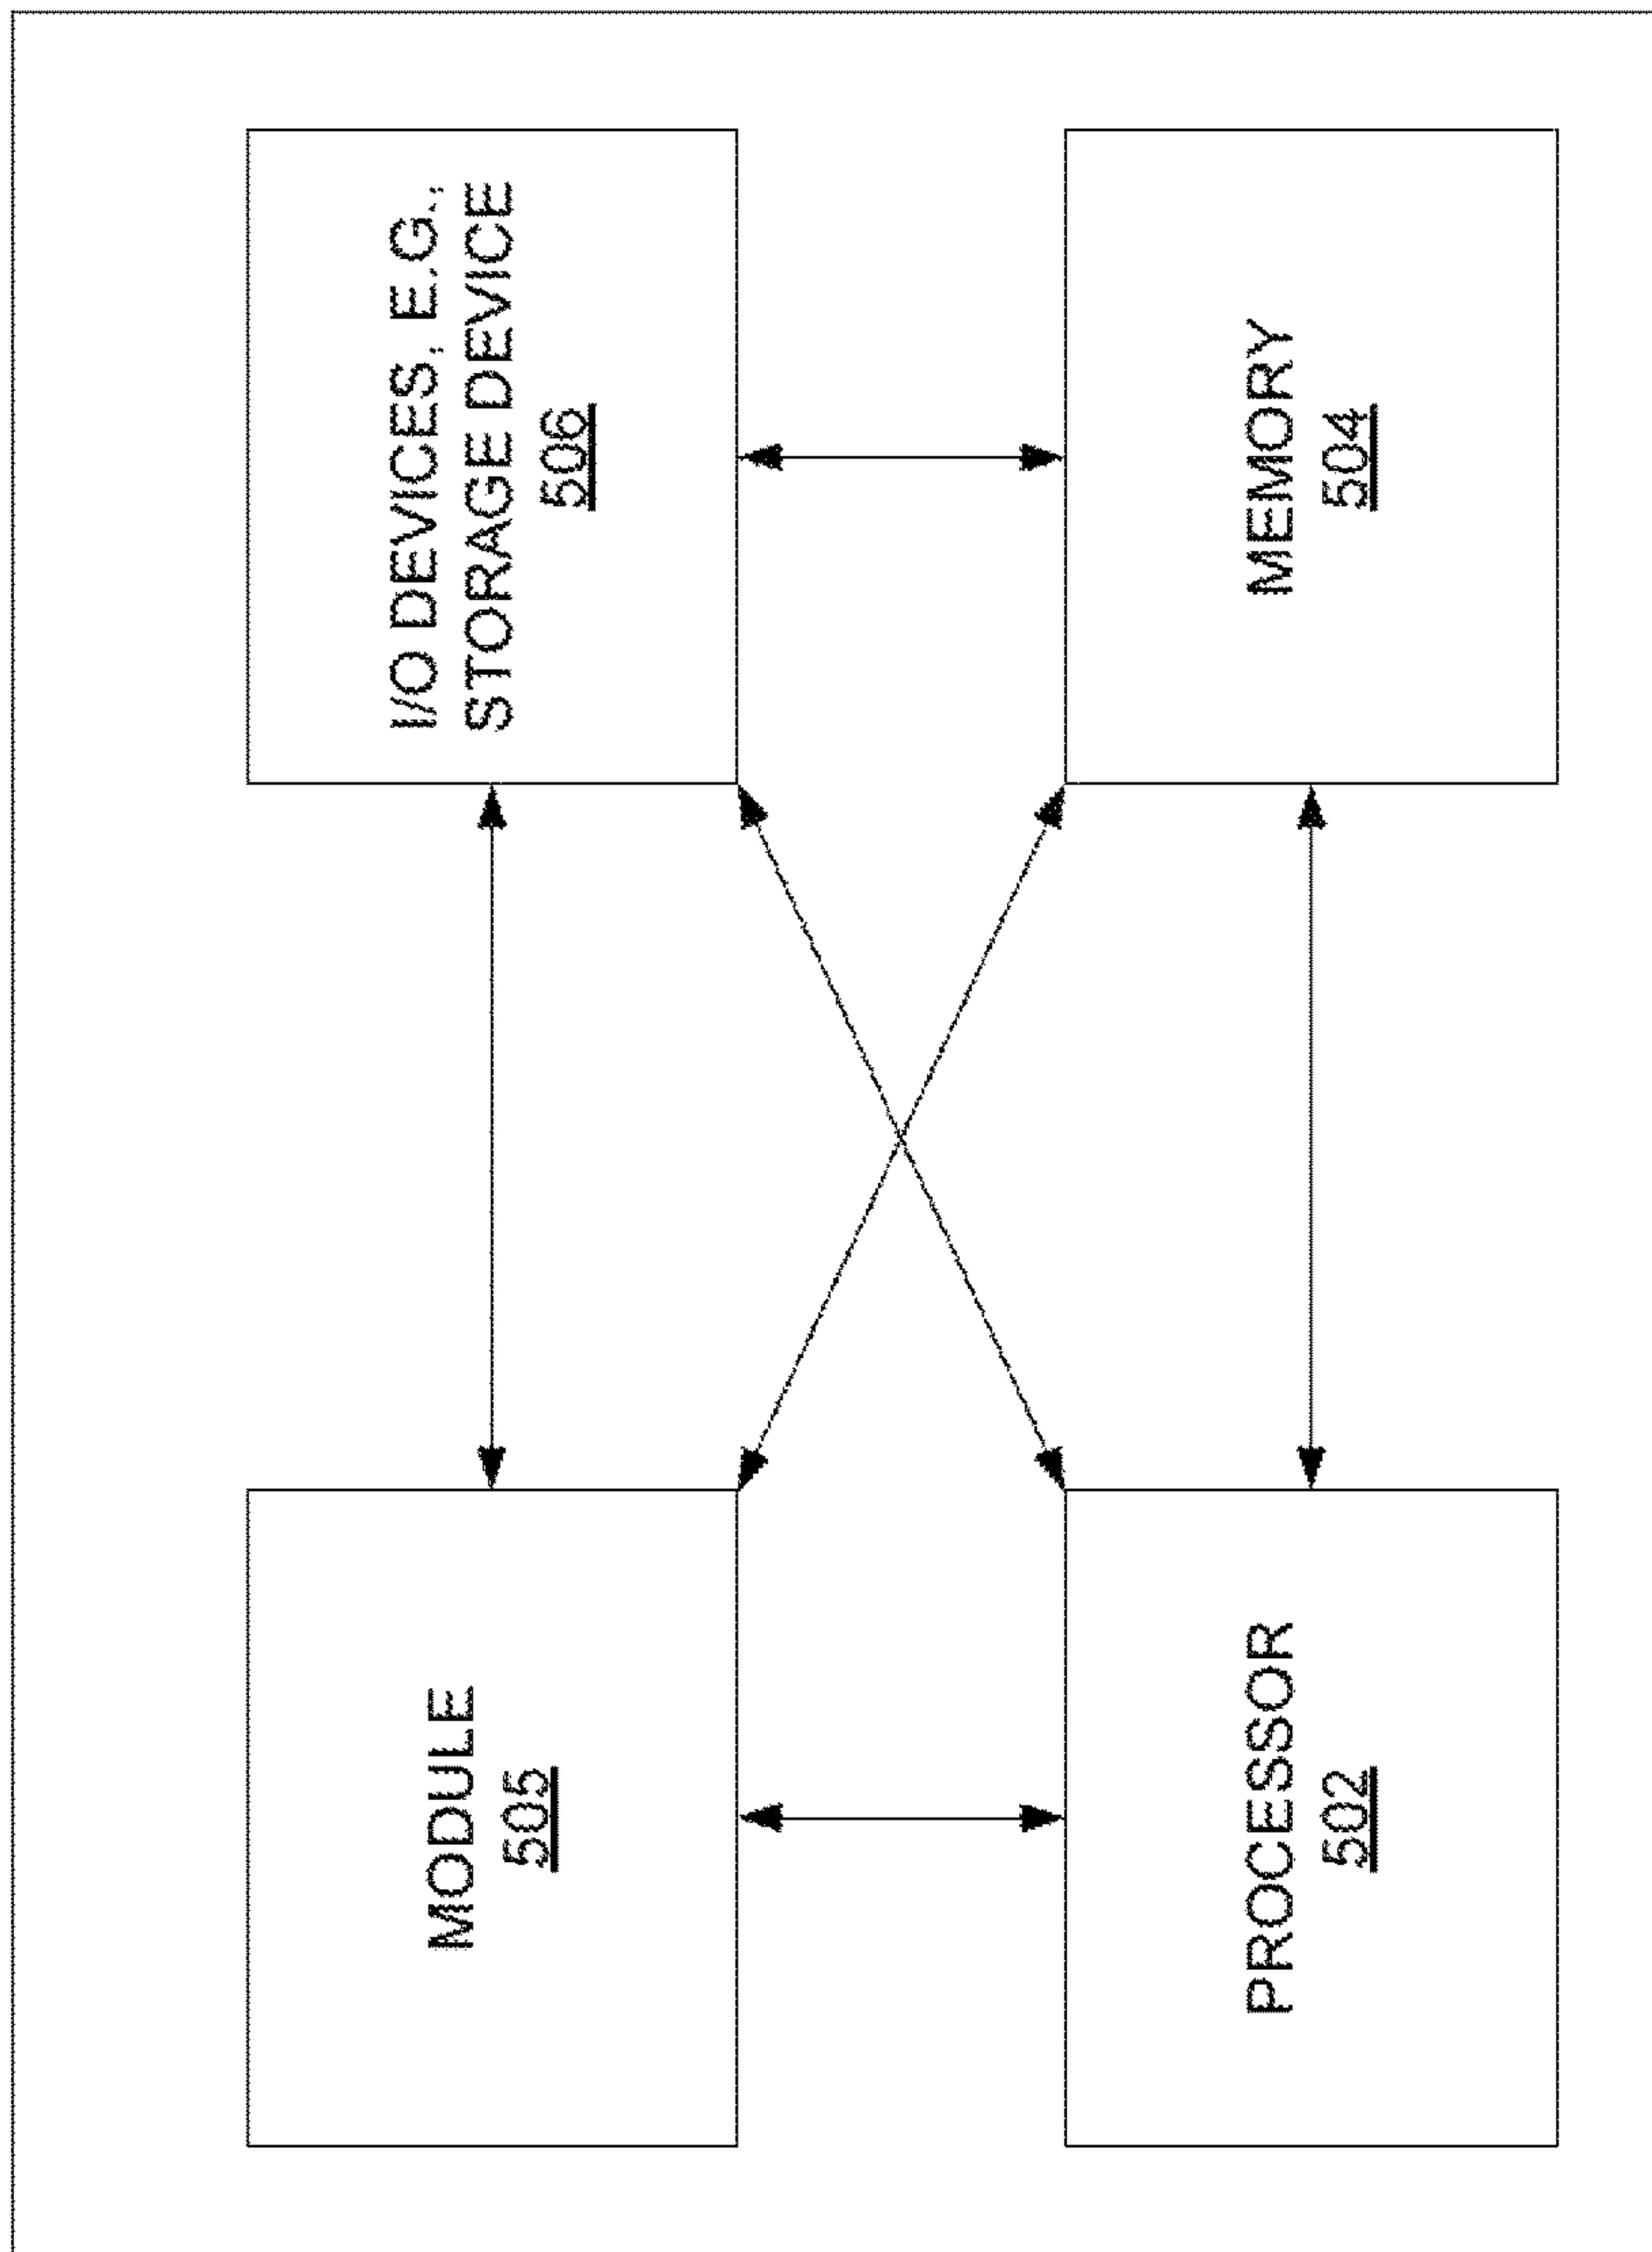 MODULE
505
I/O DEVICES, E.G.,
STORAGE DEVICE
506
PROCESSOR
502
MEMORY
504